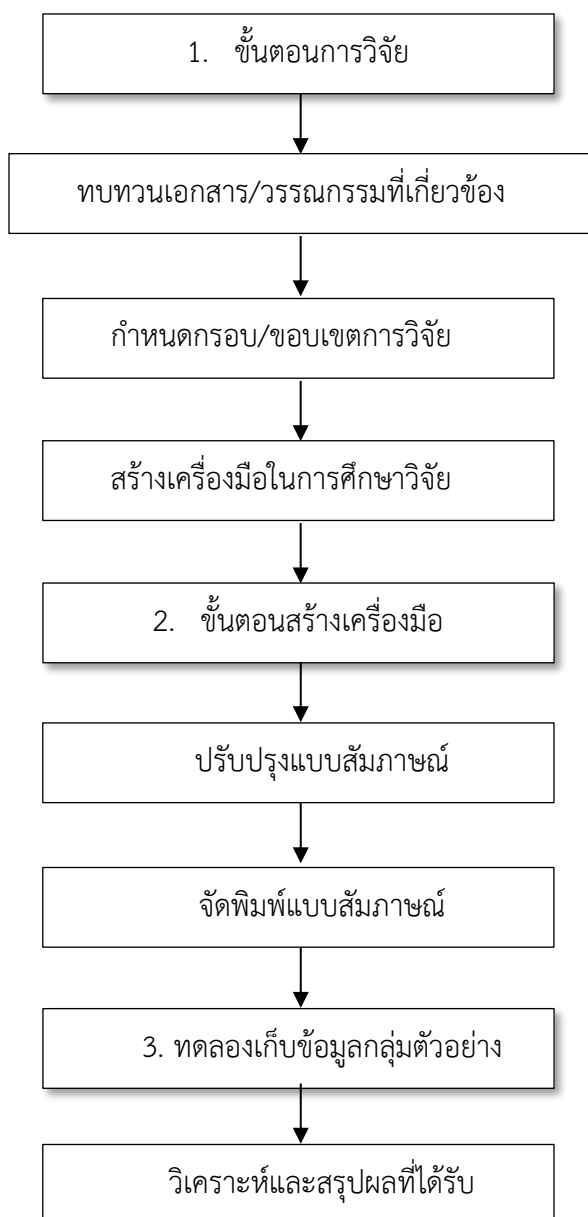 1. ขั้นตอนการวิจัย
ทบทวนเอกสาร/วรรณกรรมที่เกี่ยวข้อง
กำหนดกรอบ/ขอบเขตการวิจัย
สร้างเครื่องมือในการศึกษาวิจัย
2. ขั้นตอนสร้างเครื่องมือ
ปรับปรุงแบบสัมภาษณ์
จัดพิมพ์แบบสัมภาษณ์
3. ทดลองเก็บข้อมูลกลุ่มตัวอย่าง
วิเคราะห์และสรุปผลที่ได้รับ